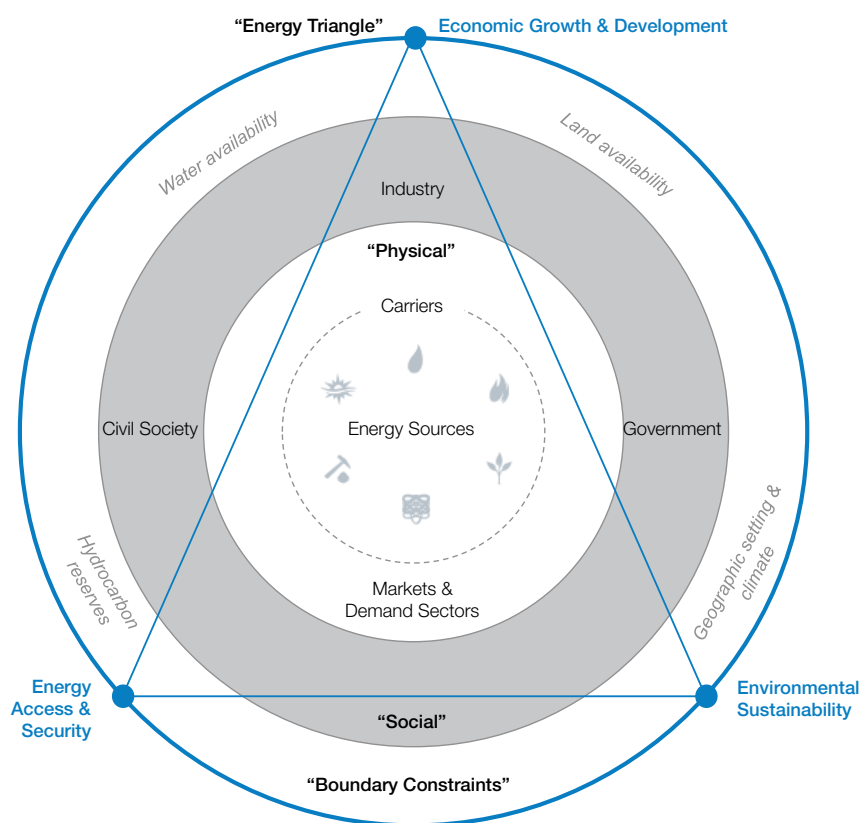 “Energy Triangle”
Economic Growth & Development
Water availability
Land availability
Industry
“Physical”
Carriers
Civil Society
Energy Sources
Government
Hydrocarbon
reserves
Geographic setting &
climate
Markets &
Demand Sectors
Energy
Access &
Security
“Social”
Environmental
Sustainability
“Boundary Constraints”